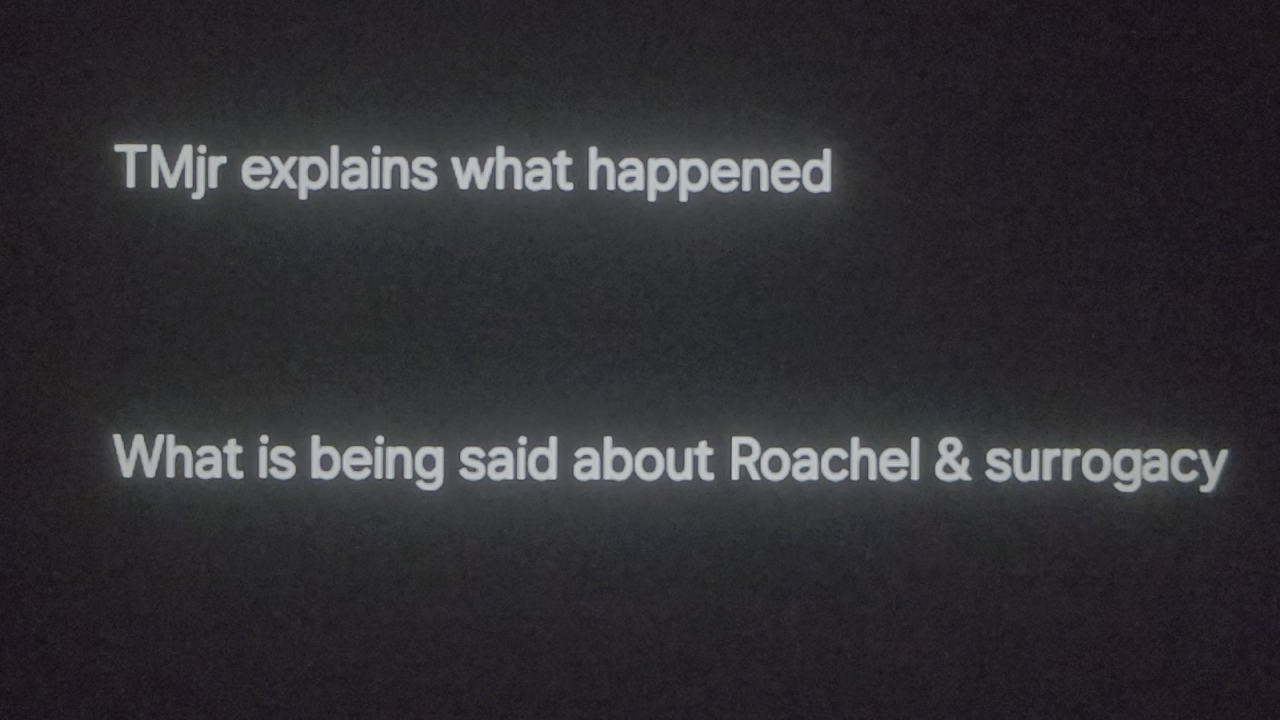 TMjr explains what happened
What is being said about Roachel & surrogacy